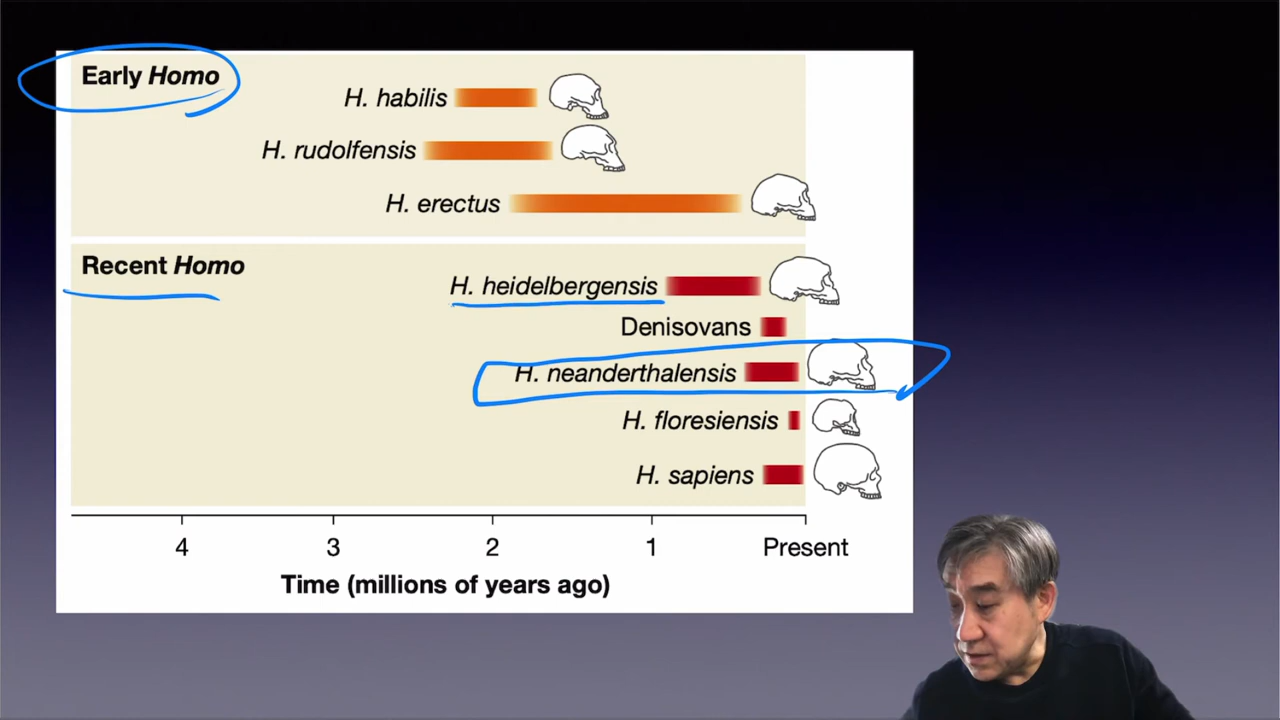 Early Homo
H. habilis
H. rudolfensis
H. erectus
Recent Homo
H. heidelbergensis
Denisovans
H. neanderthalensis
H. floresiensis
H. sapiens
4 3 2 1 Present
Time (millions of years ago)